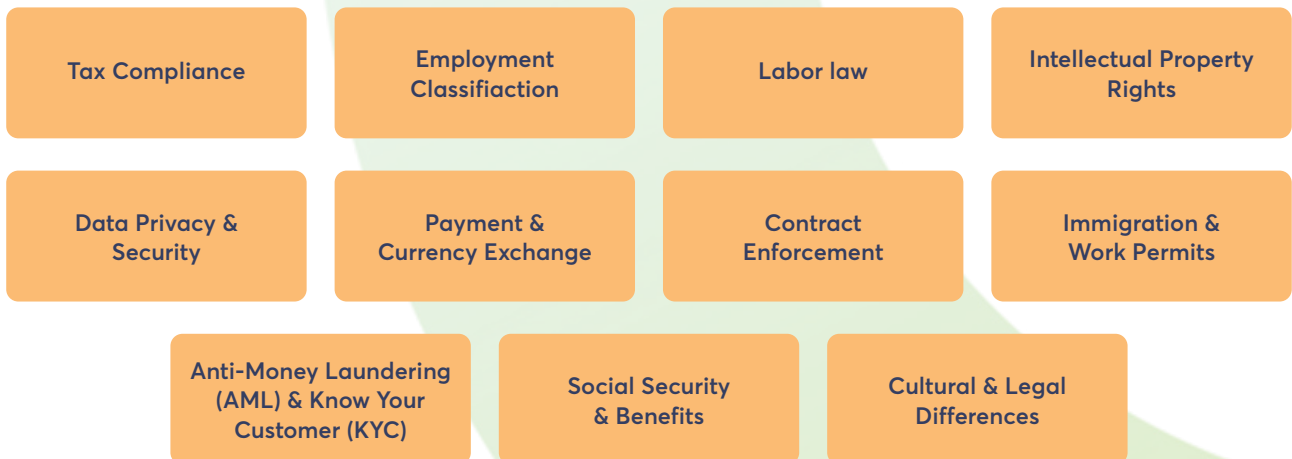 Tax Compliance
Employment
Classifiaction
Labor law
Intellectual Property
Rights
Data Privacy &
Security
Payment &
Currency Exchange
Contract
Enforcement
Immigration &
Work Permits
Anti-Money Laundering
(AML) & Know Your
Customer (KYC)
Social Security
& Benefits
Cultural & Legal
Differences